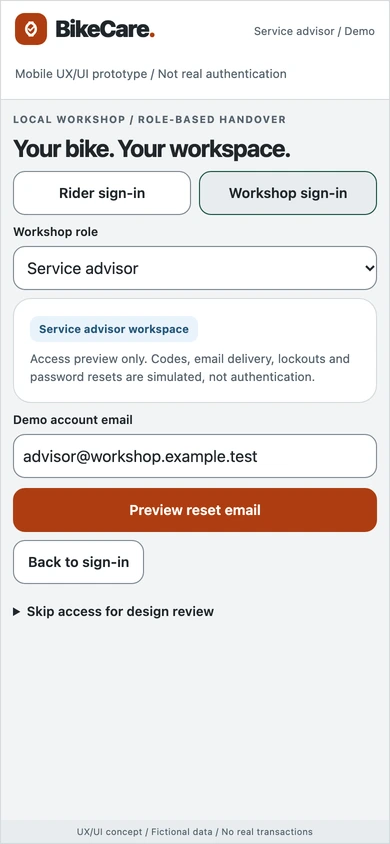 BikeCare.
Service advisor / Demo
Mobile UX/UI prototype / Not real authentication
LOCAL WORKSHOP / ROLE-BASED HANDOVER
Your bike. Your workspace.
Rider sign-in
Workshop sign-in
Workshop role
Service advisor
Service advisor workspace
Access preview only. Codes, email delivery, lockouts and
password resets are simulated, not authentication.
Demo account email
advisor@workshop.example.test
Preview reset email
Back to sign-in
Skip access for design review
UX/UI concept / Fictional data / No real transactions